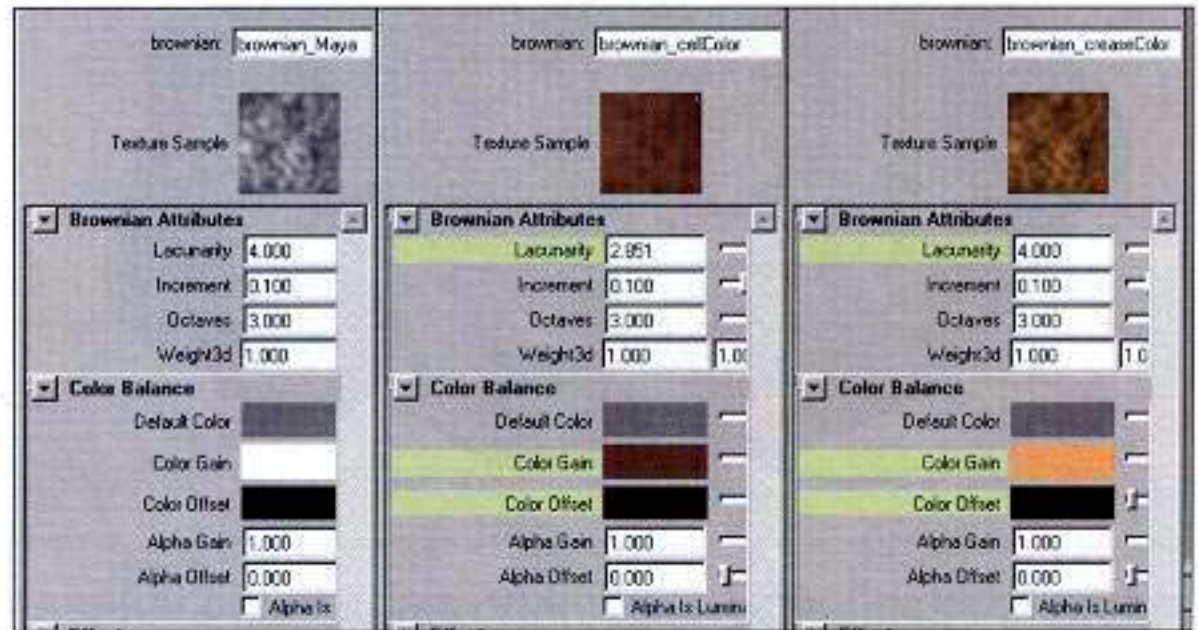 brownian: brownian_Maya
Texture Sample
Brownian Attributes
Lacunarity 4.000
Increment 0.100
Octaves 3.000
Weight3d 1.000
Color Balance
Default Color
Color Gain
Color Offset
Alpha Gain 1.000
Alpha Offset 0.000
Alpha Is
brownian: brownian_cellColor
Texture Sample
Brownian Attributes
Lacunarity 2.851
Increment 0.100
Octaves 3.000
Weight3d 1.000 1.00
Color Balance
Default Color
Color Gain
Color Offset
Alpha Gain 1.000
Alpha Offset 0.000
Alpha Is Lumin
brownian: brownian_creaseColor
Texture Sample
Brownian Attributes
Lacunarity 4.000
Increment 0.100
Octaves 3.000
Weight3d 1.000 1.0
Color Balance
Default Color
Color Gain
Color Offset
Alpha Gain 1.000
Alpha Offset 0.000
Alpha Is Lumin